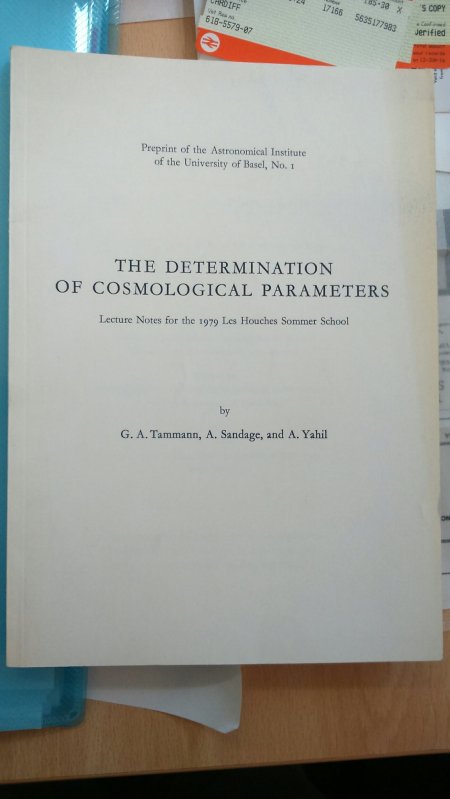 CARDIFF
17166
5635177983
618-5579-07
'S COPY
Preprint of the Astronomical Institute
of the University of Basel, No. 1
THE DETERMINATION
OF COSMOLOGICAL PARAMETERS
Lecture Notes for the 1979 Les Houches Sommer School
by
G. A. Tammann, A. Sandage, and A. Yahil